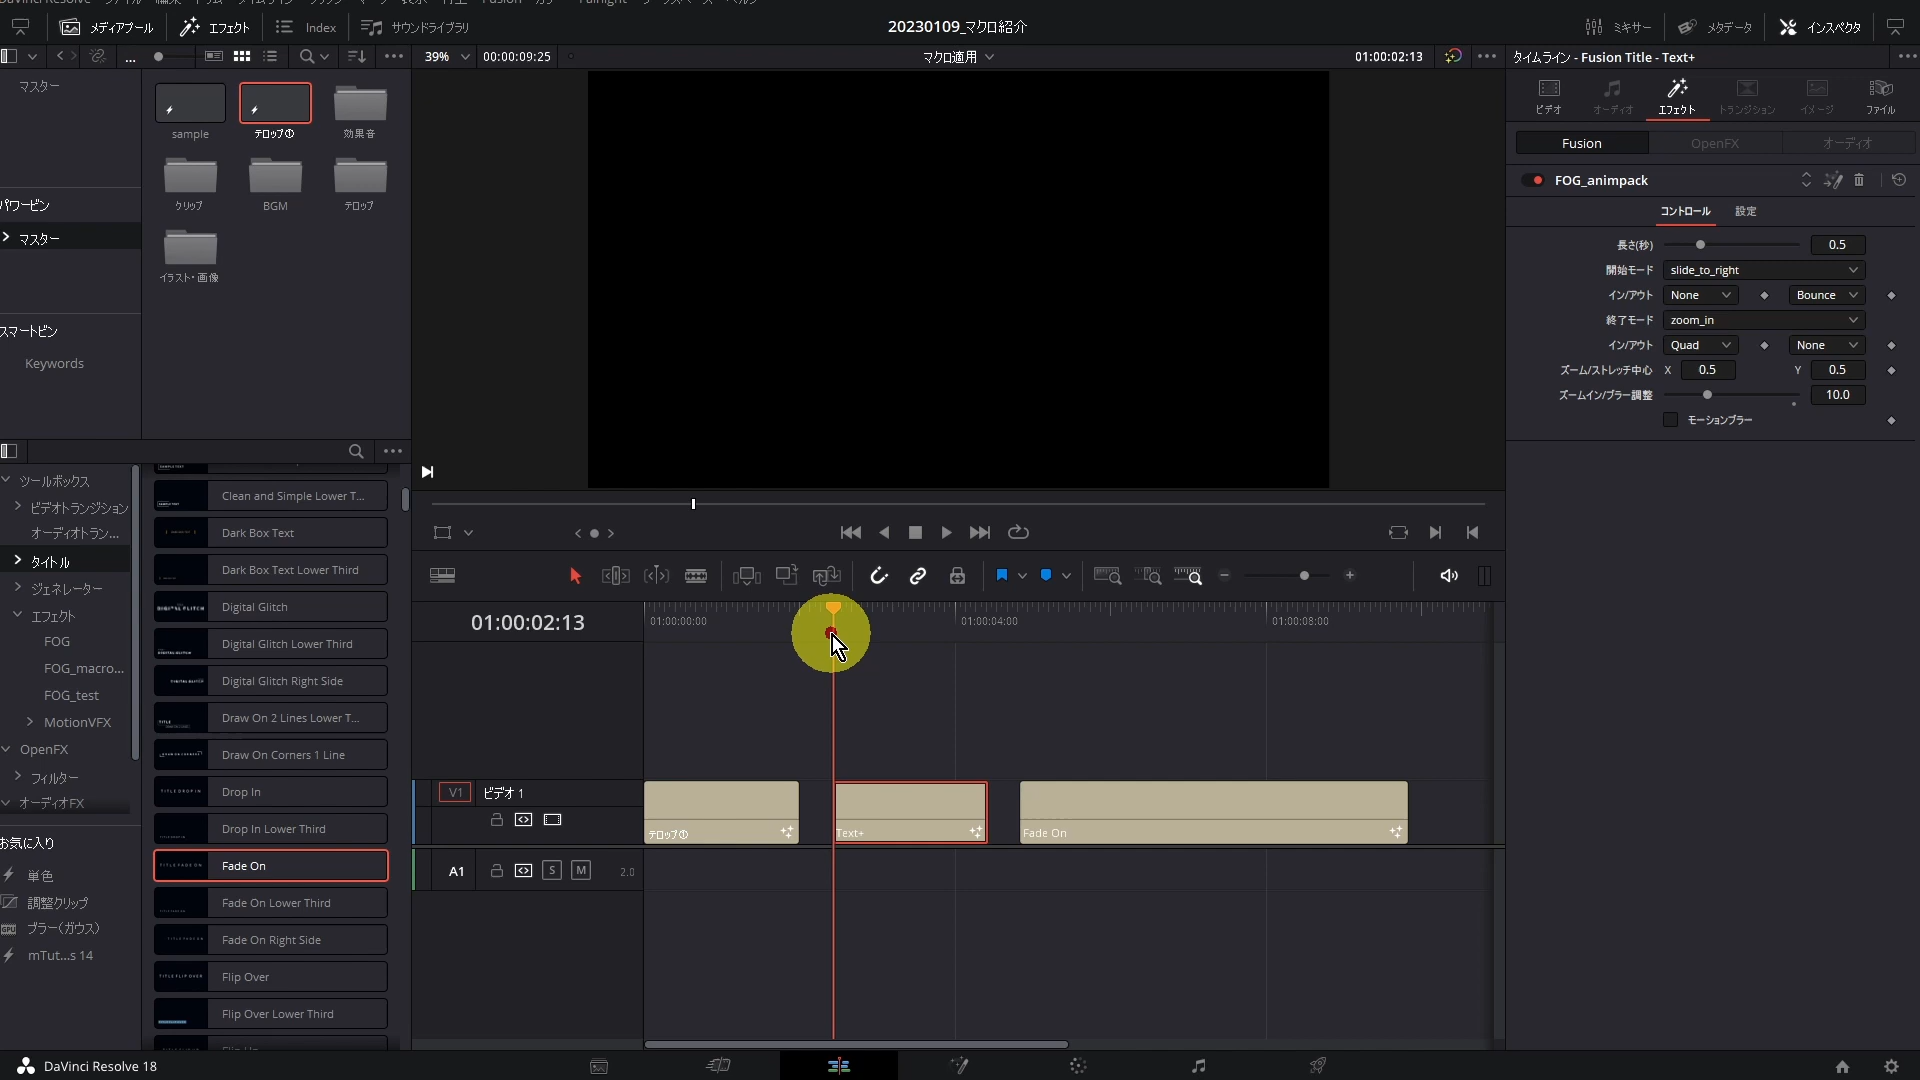 メディアプール
エフェクト
Index
サウンドライブラリ
20230109_マクロ紹介
ミキサー
メタデータ
インスペクタ
39%
00:00:09:25
マクロ適用
01:00:02:13
タイムライン - Fusion Title - Text+
マスター
パワービン
マスター
スマートビン
Keywords
sample
テロップ①
効果音
クリップ
BGM
テロップ
イラスト・画像
ビデオ
オーディオ
エフェクト
トランジション
イメージ
ファイル
Fusion
OpenFX
オーディオ
FOG_animpack
コントロール
設定
長さ(秒)
0.5
開始モード
slide_to_right
イン/アウト
None
Bounce
終了モード
zoom_in
イン/アウト
Quad
None
ズーム/ストレッチ中心
X
0.5
Y
0.5
ズームイン/ブラー調整
10.0
モーションブラー
ツールボックス
ビデオトランジション
オーディオトラン...
タイトル
ジェネレーター
エフェクト
FOG
FOG_macro...
FOG_test
MotionVFX
OpenFX
フィルター
オーディオFX
お気に入り
単色
調整クリップ
ブラー(ガウス)
mTut...s 14
Clean and Simple Lower T...
Dark Box Text
Dark Box Text Lower Third
Digital Glitch
Digital Glitch Lower Third
Digital Glitch Right Side
Draw On 2 Lines Lower T...
Draw On Corners 1 Line
Drop In
Drop In Lower Third
Fade On
Fade On Lower Third
Fade On Right Side
Flip Over
Flip Over Lower Third
01:00:02:13
01:00:00:00
01:00:04:00
01:00:08:00
V1
ビデオ 1
テロップ①
Text+
Fade On
A1
S
M
2.0
DaVinci Resolve 18